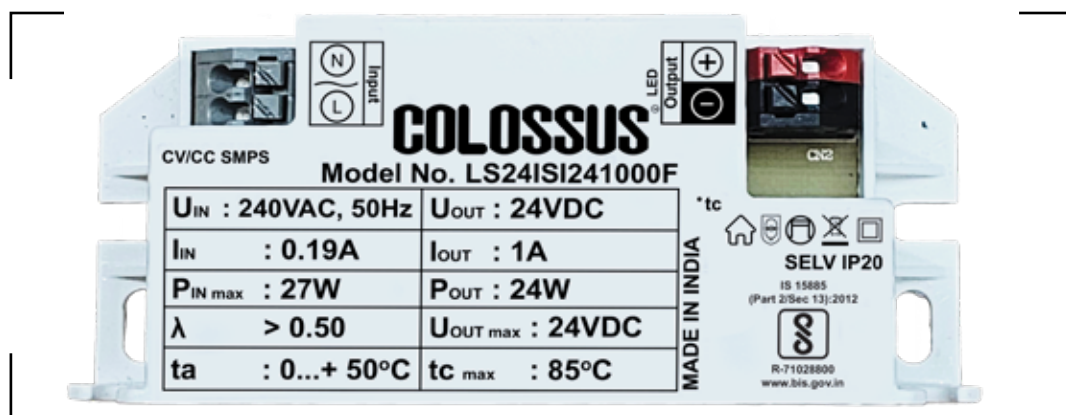 N
L
Input
LED
Output
+
−
CN2
COLOSSUS®
CV/CC SMPS
Model No. LS24ISI241000F
UIN : 240VAC, 50Hz
UOUT : 24VDC
IIN : 0.19A
IOUT : 1A
PIN max : 27W
POUT : 24W
λ > 0.50
UOUT max : 24VDC
ta : 0...+ 50°C
tc max : 85°C
MADE IN INDIA
*tc
SELV IP20
IS 15885
(Part 2/Sec 13):2012
R-71028800
www.bis.gov.in